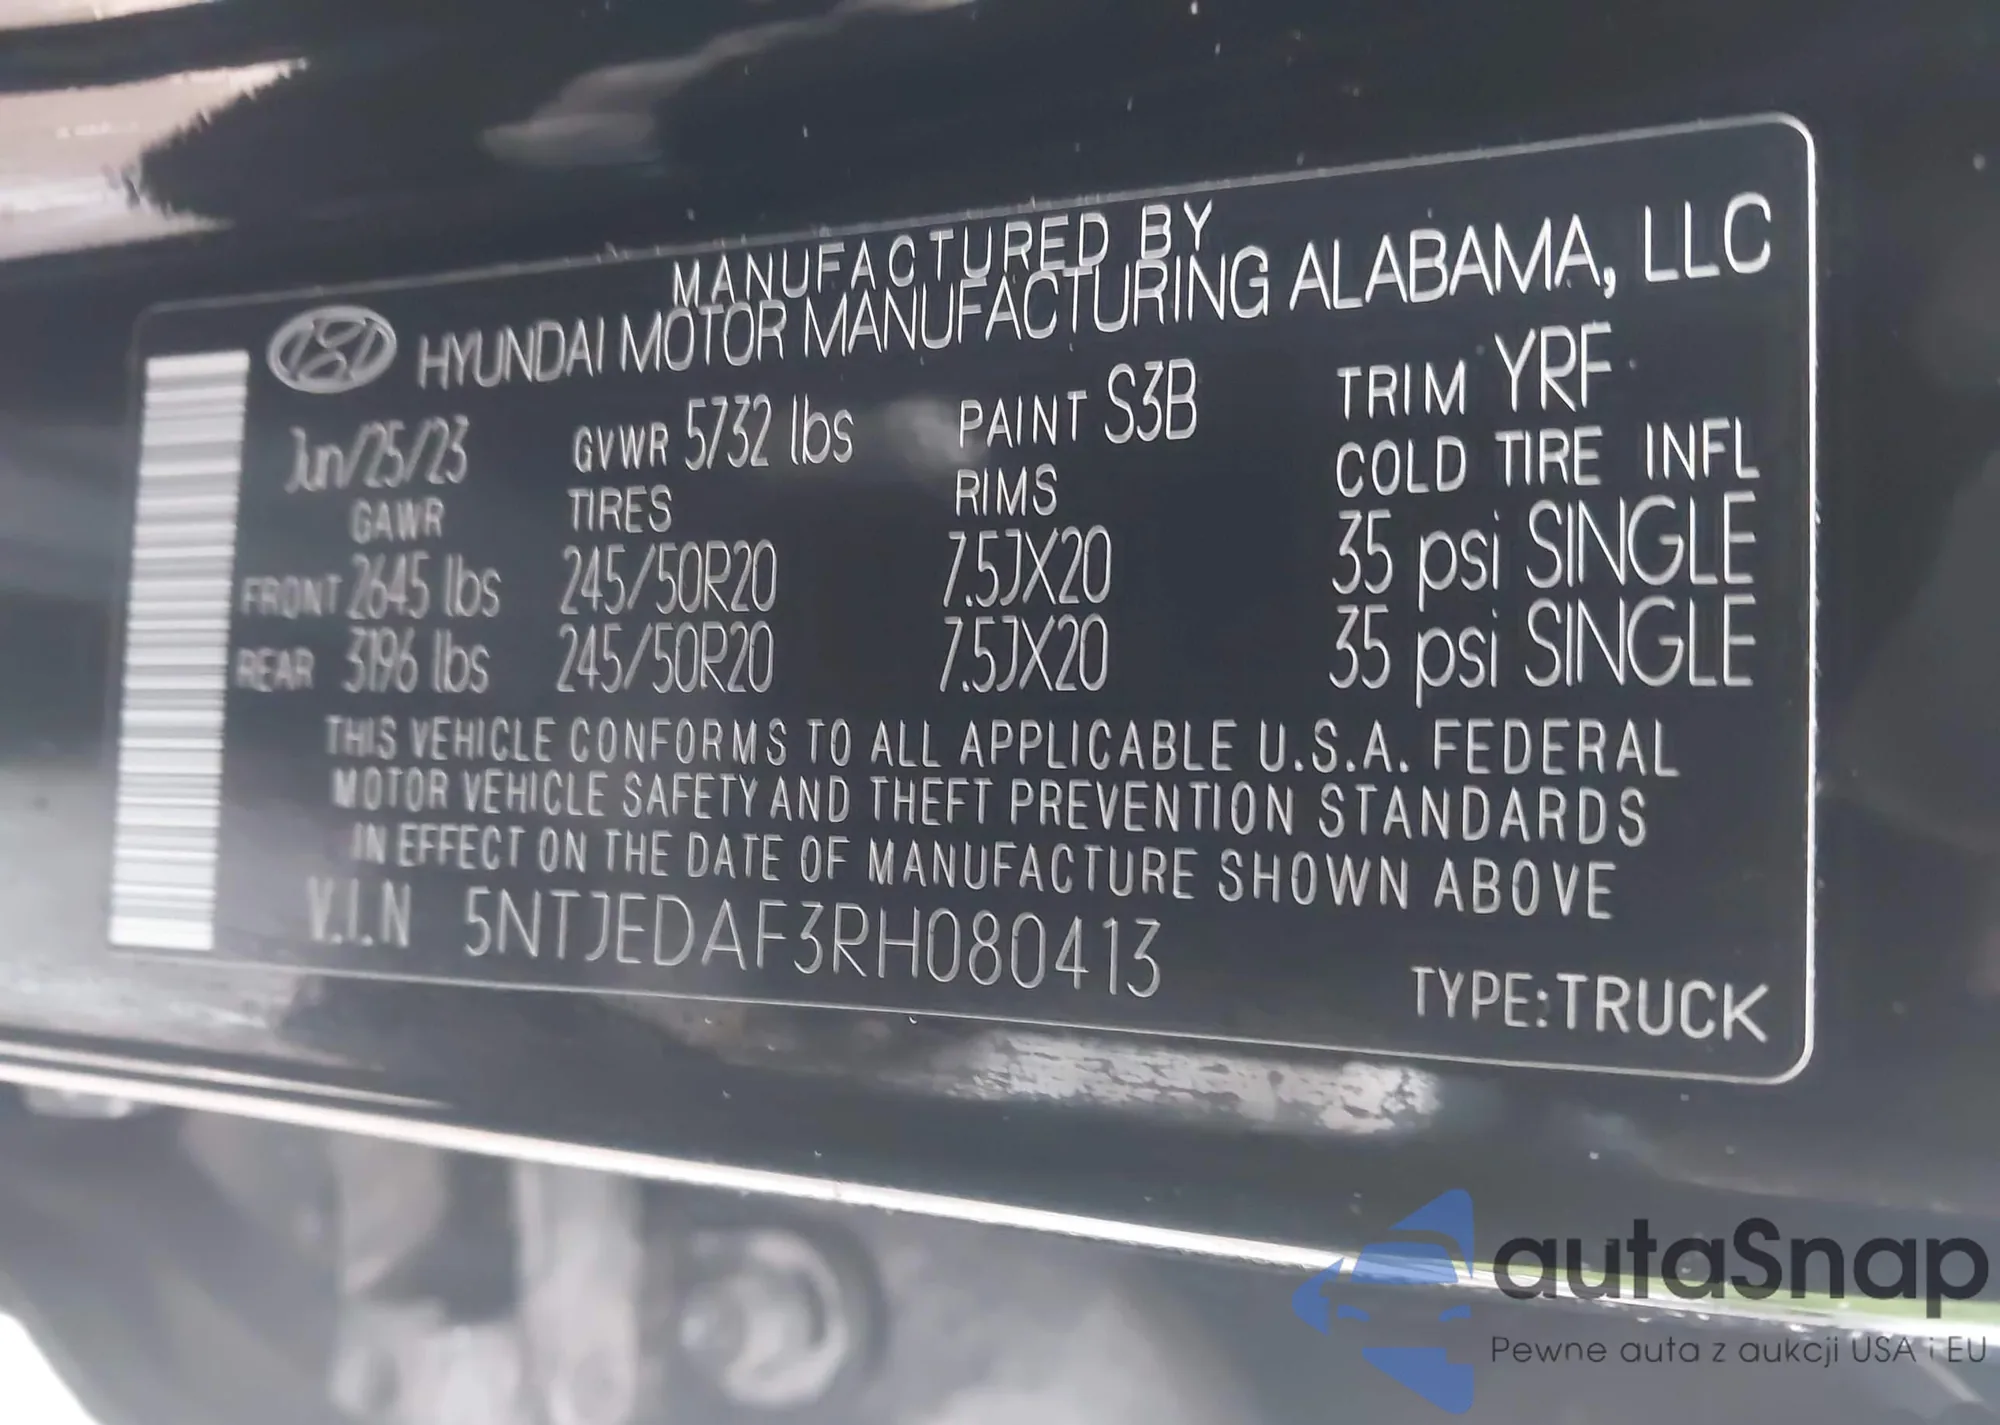 MANUFACTURED BY
HYUNDAI MOTOR MANUFACTURING ALABAMA, LLC
Jun/25/23 GVWR 5732 lbs PAINT S3B TRIM YRF
GAWR TIRES RIMS COLD TIRE INFL
FRONT 2645 lbs 245/50R20 7.5JX20 35 psi SINGLE
REAR 3196 lbs 245/50R20 7.5JX20 35 psi SINGLE
THIS VEHICLE CONFORMS TO ALL APPLICABLE U.S.A. FEDERAL
MOTOR VEHICLE SAFETY AND THEFT PREVENTION STANDARDS
IN EFFECT ON THE DATE OF MANUFACTURE SHOWN ABOVE
V.I.N 5NTJEDAF3RH080413
TYPE:TRUCK
autaSnap
Pewne auta z aukcji USA i EU